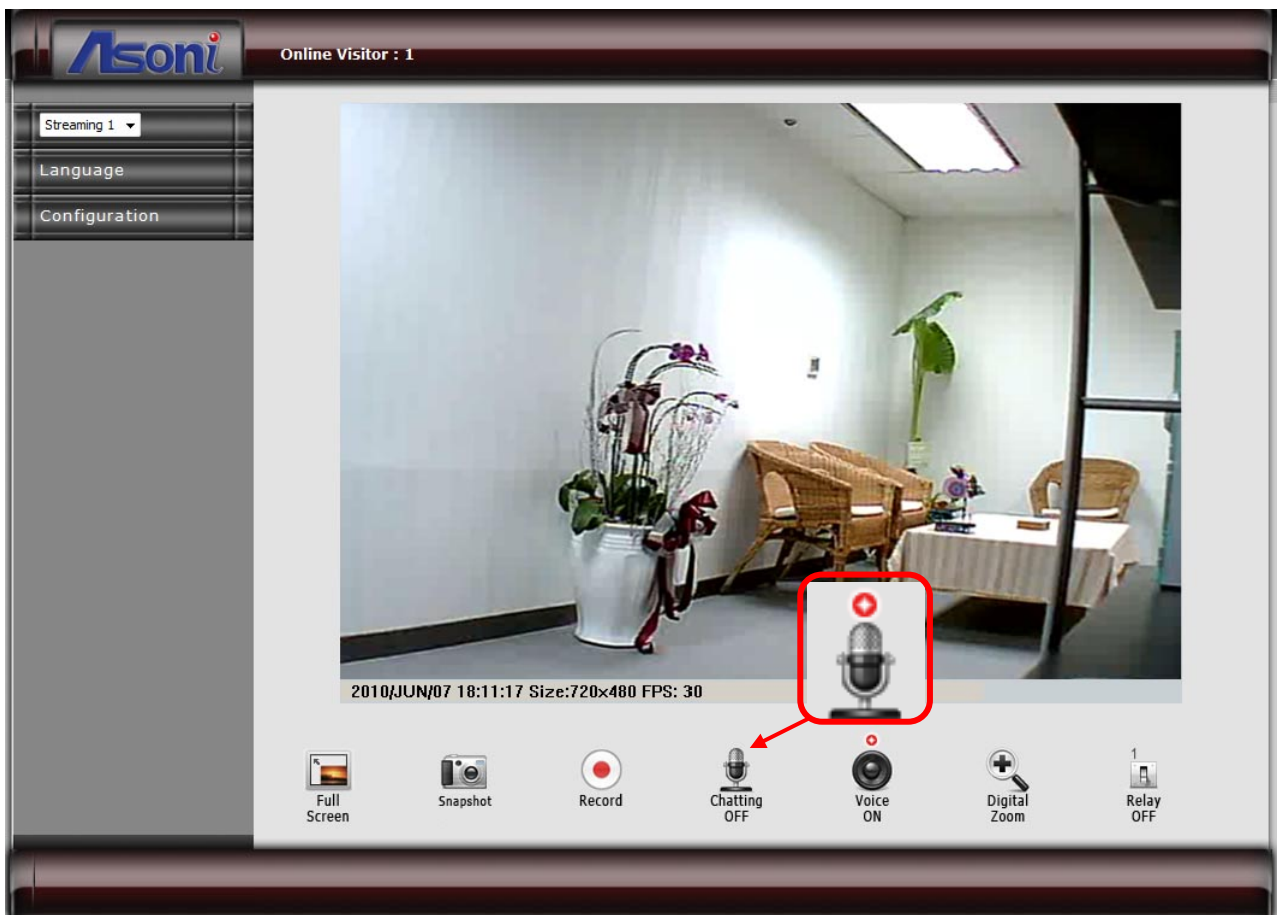 Asoni
Online Visitor : 1
Streaming 1
Language
Configuration
2010/JUN/07 18:11:17 Size:720x480 FPS: 30
Full
Screen
Snapshot
Record
Chatting
OFF
Voice
ON
Digital
Zoom
1
Relay
OFF